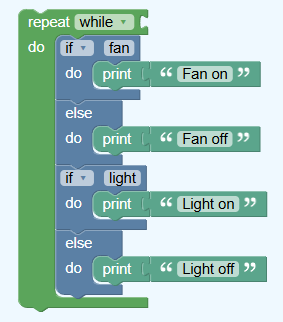 repeat while
do if fan
do print “ Fan on ”
else
do print “ Fan off ”
if light
do print “ Light on ”
else
do print “ Light off ”